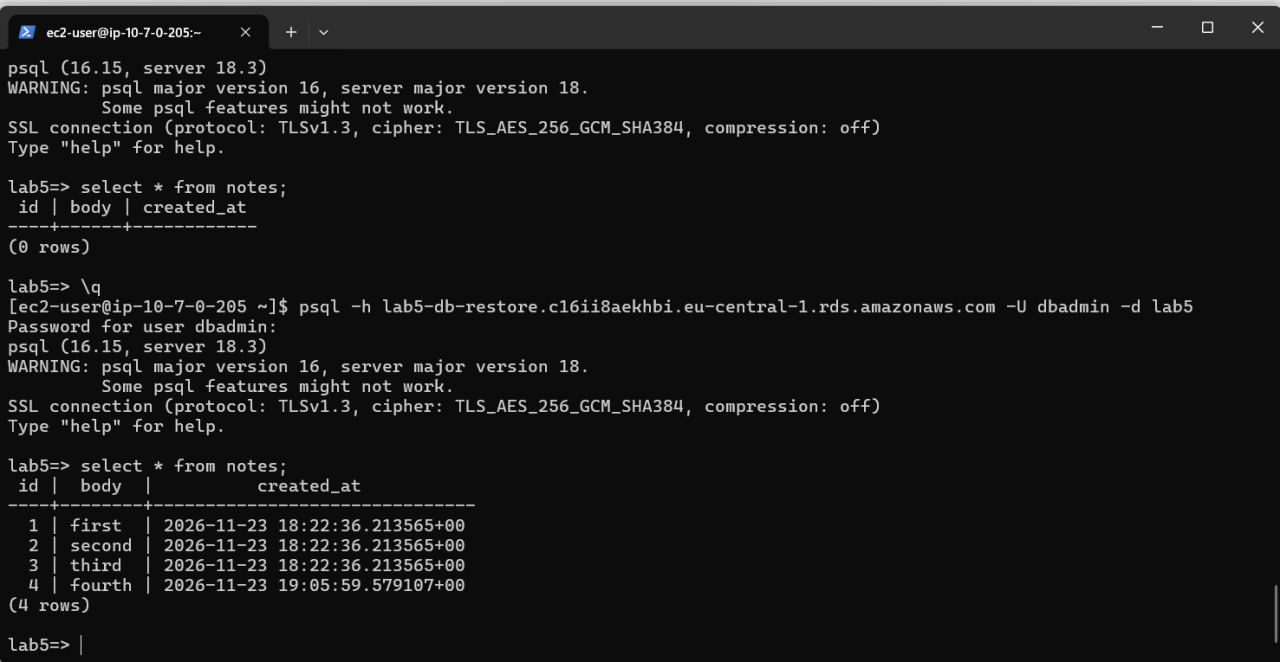 ec2-user@ip-10-7-0-205:~
psql (16.15, server 18.3)
WARNING: psql major version 16, server major version 18.
         Some psql features might not work.
SSL connection (protocol: TLSv1.3, cipher: TLS_AES_256_GCM_SHA384, compression: off)
Type "help" for help.

lab5=> select * from notes;
 id | body | created_at
----+------+------------
(0 rows)

lab5=> \q
[ec2-user@ip-10-7-0-205 ~]$ psql -h lab5-db-restore.c16ii8aekhbi.eu-central-1.rds.amazonaws.com -U dbadmin -d lab5
Password for user dbadmin:
psql (16.15, server 18.3)
WARNING: psql major version 16, server major version 18.
         Some psql features might not work.
SSL connection (protocol: TLSv1.3, cipher: TLS_AES_256_GCM_SHA384, compression: off)
Type "help" for help.

lab5=> select * from notes;
 id |  body  |          created_at
----+--------+-------------------------------
  1 | first  | 2026-11-23 18:22:36.213565+00
  2 | second | 2026-11-23 18:22:36.213565+00
  3 | third  | 2026-11-23 18:22:36.213565+00
  4 | fourth | 2026-11-23 19:05:59.579107+00
(4 rows)

lab5=>